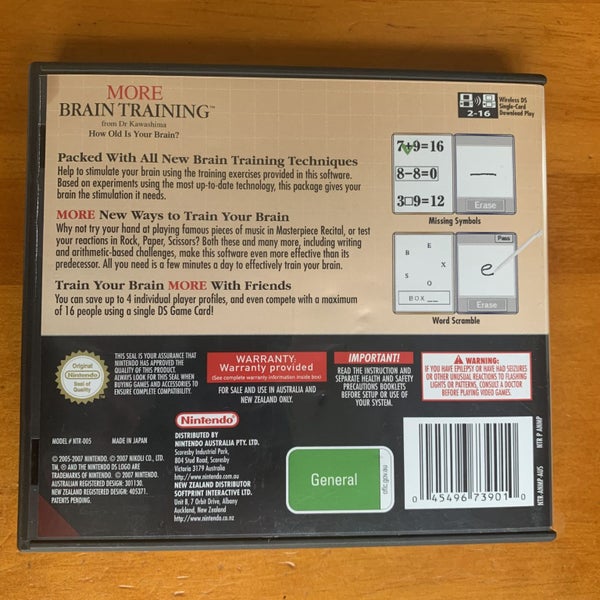 MORE
BRAIN TRAINING™
from Dr Kawashima
How Old Is Your Brain?
Wireless DS
Single-Card
Download Play
2-16
Packed With All New Brain Training Techniques
Help to stimulate your brain using the training exercises provided in this software.
Based on experiments using the most up-to-date technology, this package gives your
brain the stimulation it needs.
MORE New Ways to Train Your Brain
Why not try your hand at playing famous pieces of music in Masterpiece Recital, or test
your reactions in Rock, Paper, Scissors? Both these and many more, including writing
and arithmetic-based challenges, make this software even more effective than its
predecessor. All you need is a few minutes a day to effectively train your brain.
Train Your Brain MORE With Friends
You can save up to 4 individual player profiles, and even compete with a maximum
of 16 people using a single DS Game Card!
7+9=16
8-8=0
3□9=12
Erase
Missing Symbols
B
E
X
S
O
BOX__
Pass
e
Erase
Word Scramble
Original
Nintendo
Seal of
Quality
THIS SEAL IS YOUR ASSURANCE THAT
NINTENDO HAS APPROVED THE
QUALITY OF THIS PRODUCT.
ALWAYS LOOK FOR THIS SEAL WHEN
BUYING GAMES AND ACCESSORIES TO
ENSURE COMPLETE COMPATIBILITY.
WARRANTY:
Warranty provided
(See complete warranty information inside box)
FOR SALE AND USE IN AUSTRALIA AND
NEW ZEALAND ONLY.
IMPORTANT!
READ THE INSTRUCTION AND
SEPARATE HEALTH AND SAFETY
PRECAUTIONS BOOKLETS
BEFORE SETUP OR USE OF
YOUR SYSTEM.
WARNING:
IF YOU HAVE EPILEPSY OR HAVE HAD SEIZURES
OR OTHER UNUSUAL REACTIONS TO FLASHING
LIGHTS OR PATTERNS, CONSULT A DOCTOR
BEFORE PLAYING VIDEO GAMES.
MODEL # NTR-005
MADE IN JAPAN
© 2005-2007 NINTENDO. © 2007 NIKOLI CO., LTD.
TM, ® AND THE NINTENDO DS LOGO ARE
TRADEMARKS OF NINTENDO. © 2007 NINTENDO.
AUSTRALIAN REGISTERED DESIGN: 301130.
NEW ZEALAND REGISTERED DESIGN: 405371.
PATENTS PENDING.
Nintendo®
DISTRIBUTED BY
NINTENDO AUSTRALIA PTY. LTD.
Scoresby Industrial Park,
804 Stud Road, Scoresby
Victoria 3179 Australia
http://www.nintendo.com.au
NEW ZEALAND DISTRIBUTOR
SOFTPRINT INTERACTIVE LTD.
Unit B, 7 Orbit Drive, Albany
Auckland, New Zealand
http://www.nintendo.co.nz
General
oflc.gov.au
0 45496 73901 0
NTR-ANMP-AUS
NTR P ANMP